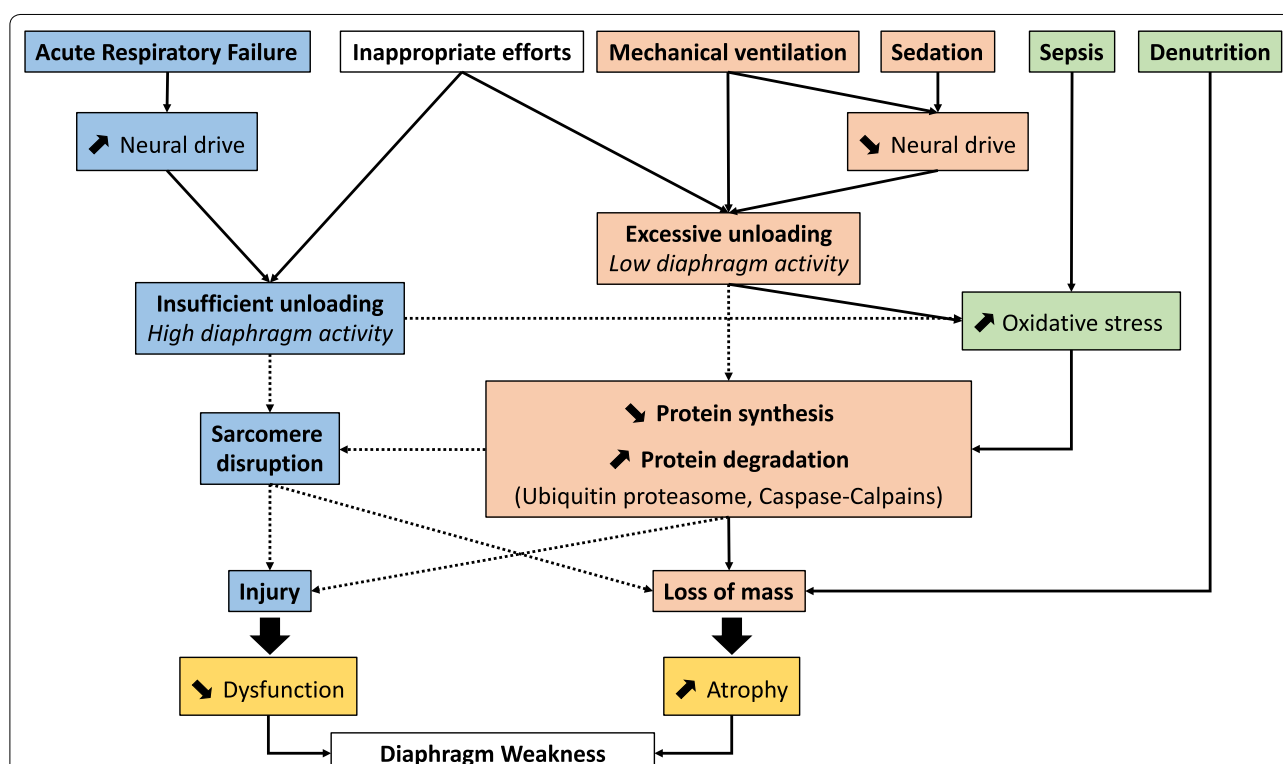 Acute Respiratory Failure
Inappropriate efforts
Mechanical ventilation
Sedation
Sepsis
Denutrition
Neural drive
Neural drive
Excessive unloading
Low diaphragm activity
Insufficient unloading
High diaphragm activity
Oxidative stress
Protein synthesis
Protein degradation
(Ubiquitin proteasome, Caspase-Calpains)
Sarcomere
disruption
Injury
Loss of mass
Dysfunction
Atrophy
Diaphragm Weakness